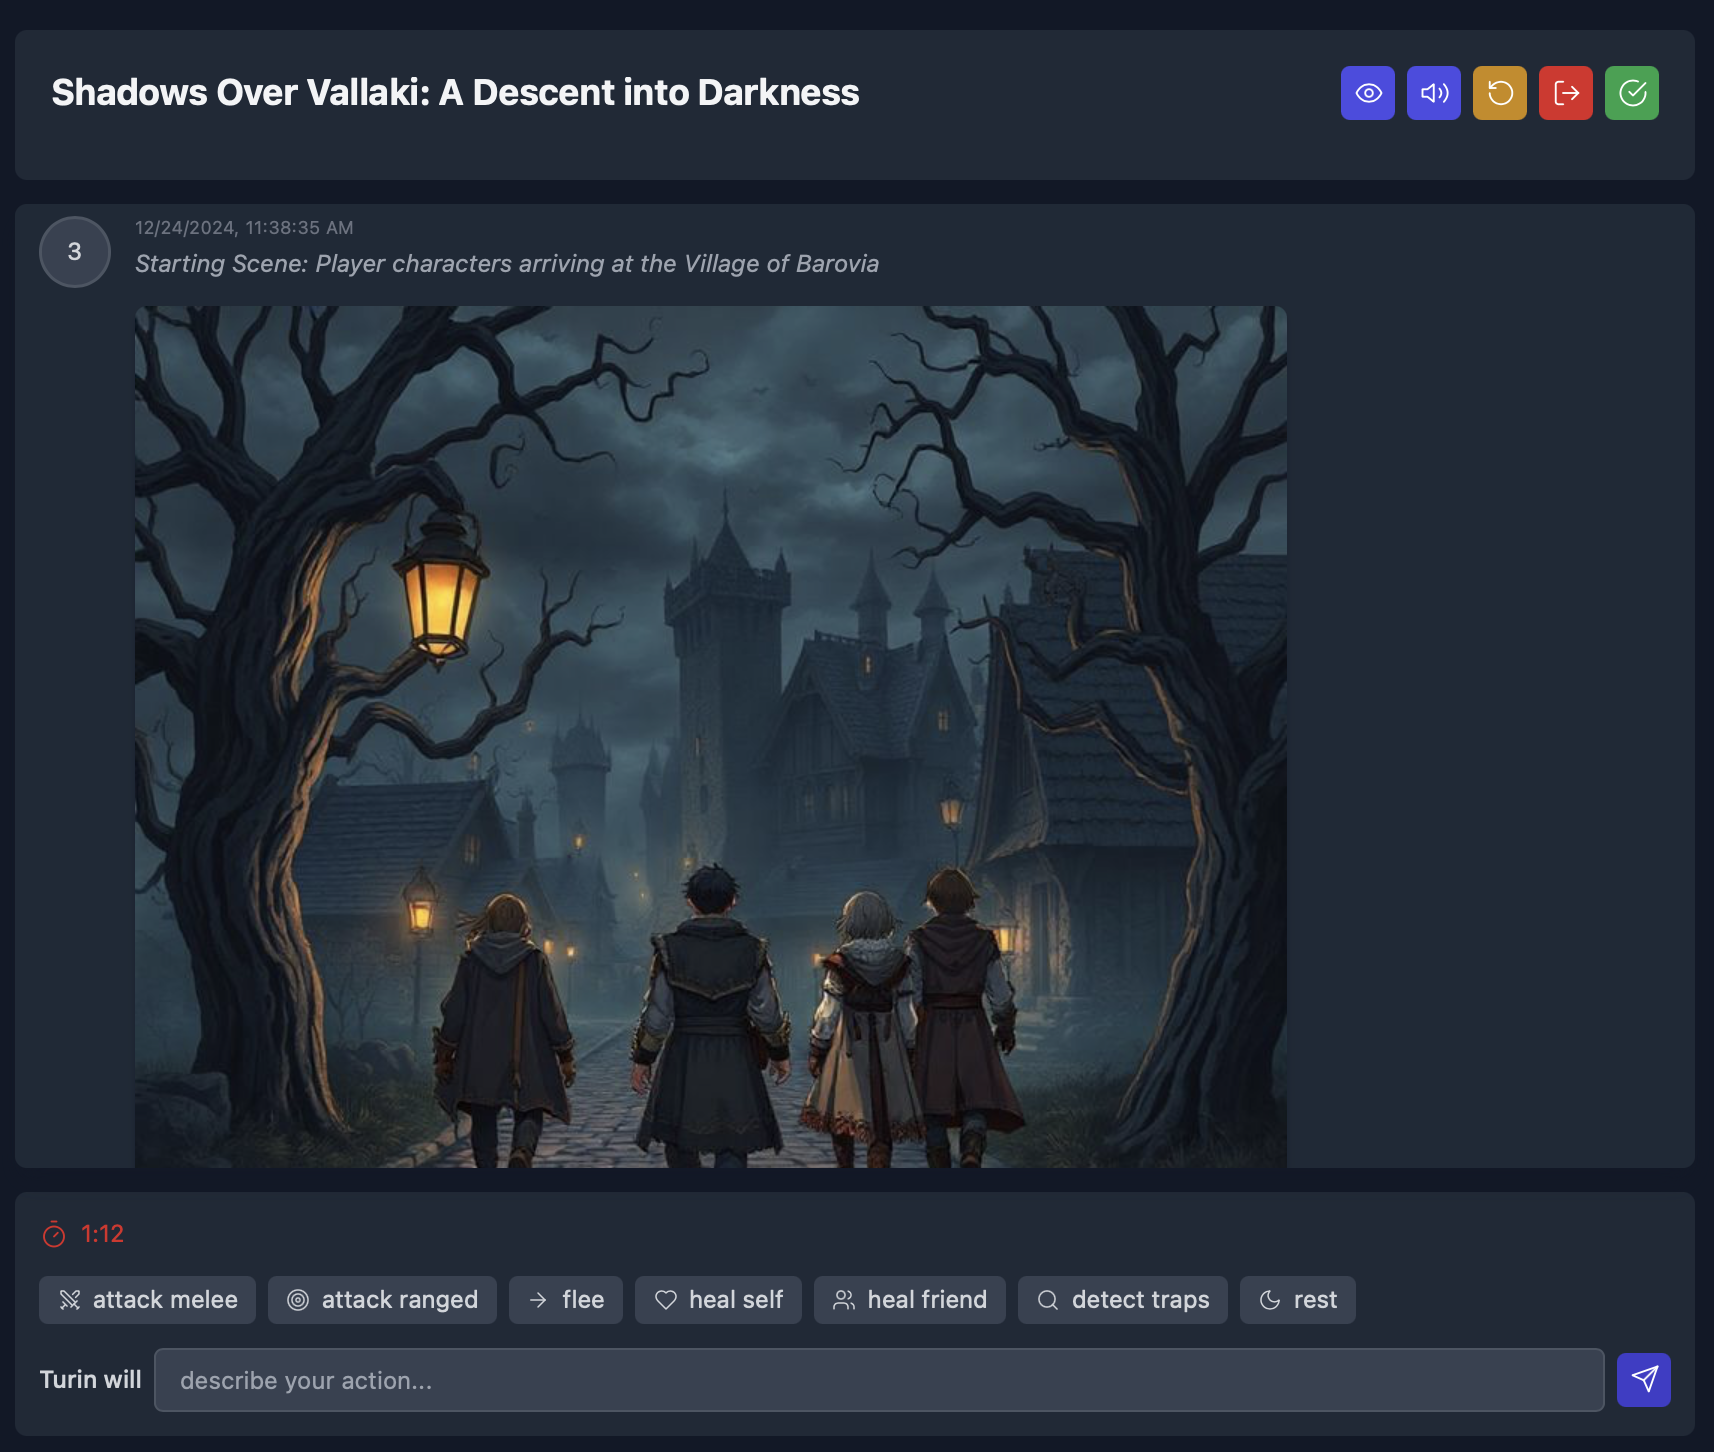 Shadows Over Vallaki: A Descent into Darkness
3
12/24/2024, 11:38:35 AM
Starting Scene: Player characters arriving at the Village of Barovia
1:12
attack melee
attack ranged
flee
heal self
heal friend
detect traps
rest
Turin will
describe your action...